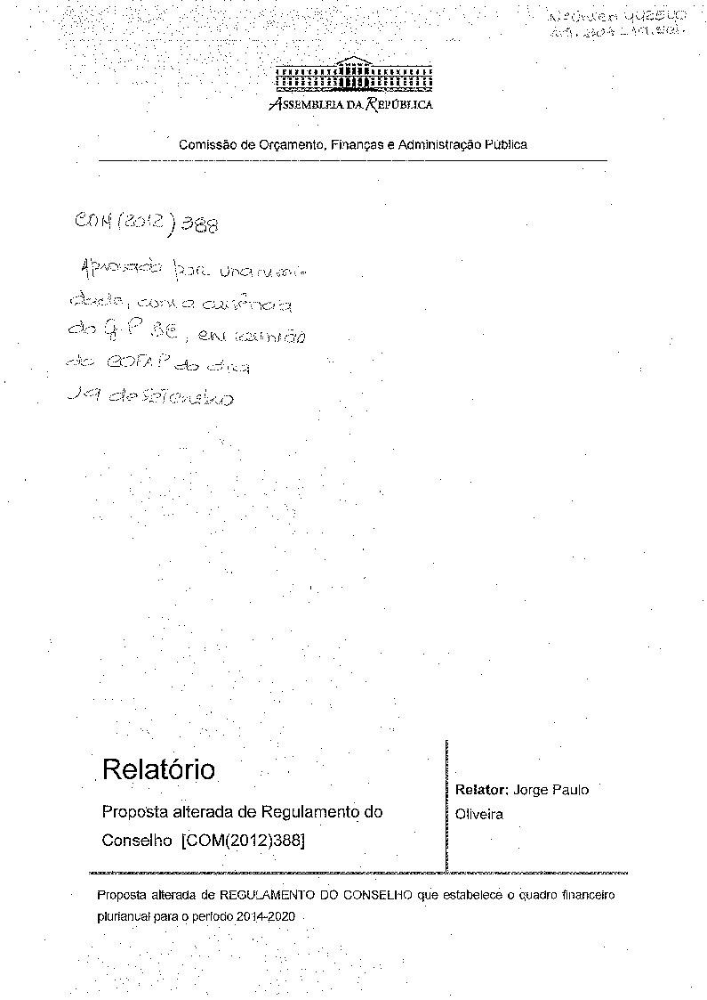 Nº Único 442540
ASSEMBLEIA DA REPÚBLICA
Comissão de Orçamento, Finanças e Administração Pública
COM (2012) 388
Aprovado por unanimi-
dade, com a ausência
do G.P BE, em reunião
da COFAP do dia
19 de setembro
Relatório
Proposta alterada de Regulamento do
Conselho [COM(2012)388]
Relator: Jorge Paulo
Oliveira
Proposta alterada de REGULAMENTO DO CONSELHO que estabelece o quadro financeiro
plurianual para o período 2014-2020